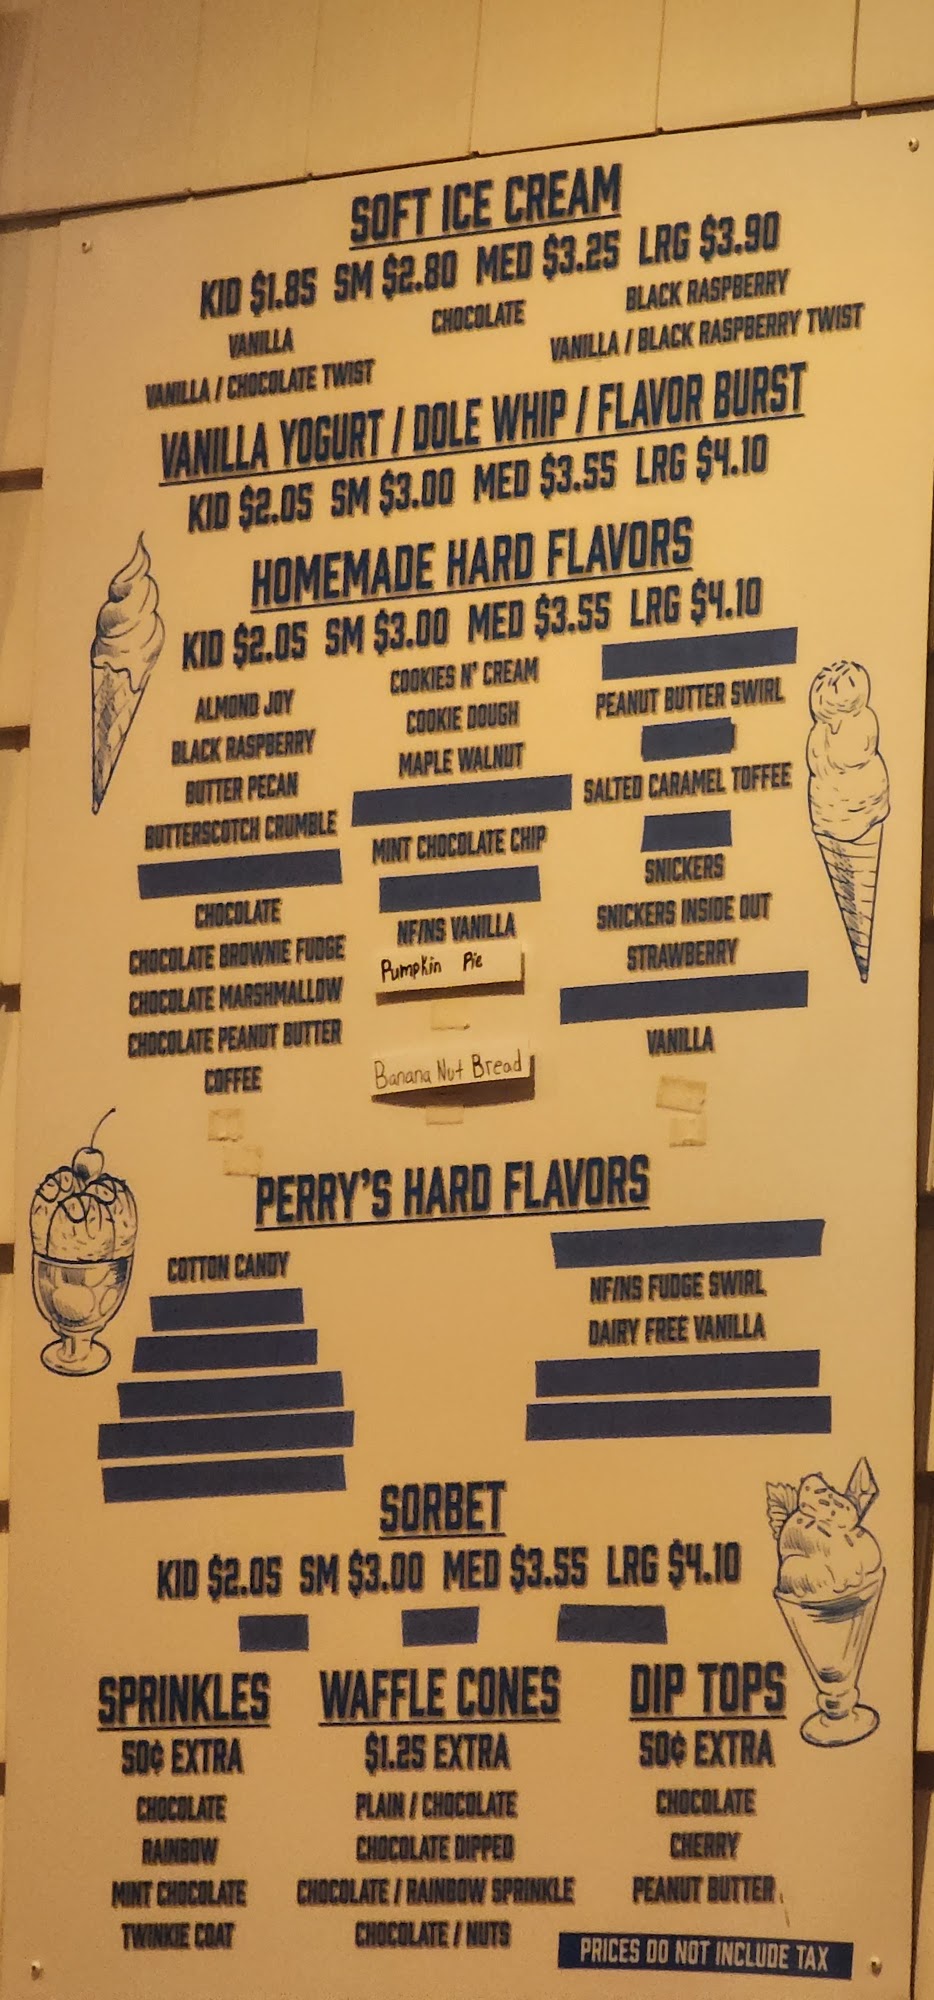 SOFT ICE CREAM
KID $1.85 SM $2.80 MED $3.25 LRG $3.90
VANILLA CHOCOLATE BLACK RASPBERRY
VANILLA / CHOCOLATE TWIST VANILLA / BLACK RASPBERRY TWIST
VANILLA YOGURT / DOLE WHIP / FLAVOR BURST
KID $2.05 SM $3.00 MED $3.55 LRG $4.10
HOMEMADE HARD FLAVORS
KID $2.05 SM $3.00 MED $3.55 LRG $4.10
ALMOND JOY
BLACK RASPBERRY
BUTTER PECAN
BUTTERSCOTCH CRUMBLE
CHOCOLATE
CHOCOLATE BROWNIE FUDGE
CHOCOLATE MARSHMALLOW
CHOCOLATE PEANUT BUTTER
COFFEE
COOKIES N' CREAM
COOKIE DOUGH
MAPLE WALNUT
MINT CHOCOLATE CHIP
NF/NS VANILLA
Pumpkin Pie
Banana Nut Bread
PEANUT BUTTER SWIRL
SALTED CARAMEL TOFFEE
SNICKERS
SNICKERS INSIDE OUT
STRAWBERRY
VANILLA
PERRY'S HARD FLAVORS
COTTON CANDY
NF/NS FUDGE SWIRL
DAIRY FREE VANILLA
SORBET
KID $2.05 SM $3.00 MED $3.55 LRG $4.10
SPRINKLES
50¢ EXTRA
CHOCOLATE
RAINBOW
MINT CHOCOLATE
TWINKIE COAT
WAFFLE CONES
$1.25 EXTRA
PLAIN / CHOCOLATE
CHOCOLATE DIPPED
CHOCOLATE / RAINBOW SPRINKLE
CHOCOLATE / NUTS
DIP TOPS
50¢ EXTRA
CHOCOLATE
CHERRY
PEANUT BUTTER
PRICES DO NOT INCLUDE TAX